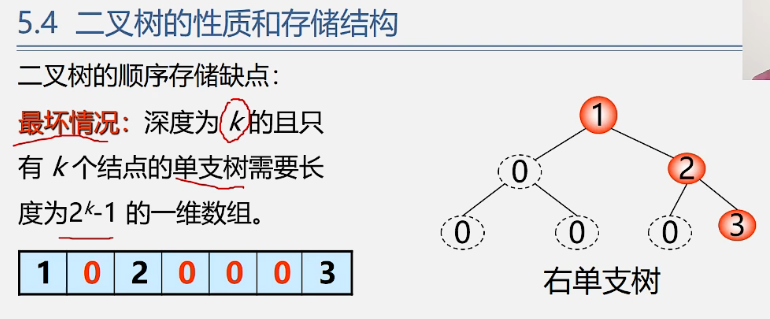 5.4 二叉树的性质和存储结构
二叉树的顺序存储缺点：
最坏情况：深度为k的且只
有 k 个结点的单支树需要长
度为2ᵏ-1 的一维数组。
1 0 2 0 0 0 3
1
0 2
0 0 0 3
右单支树